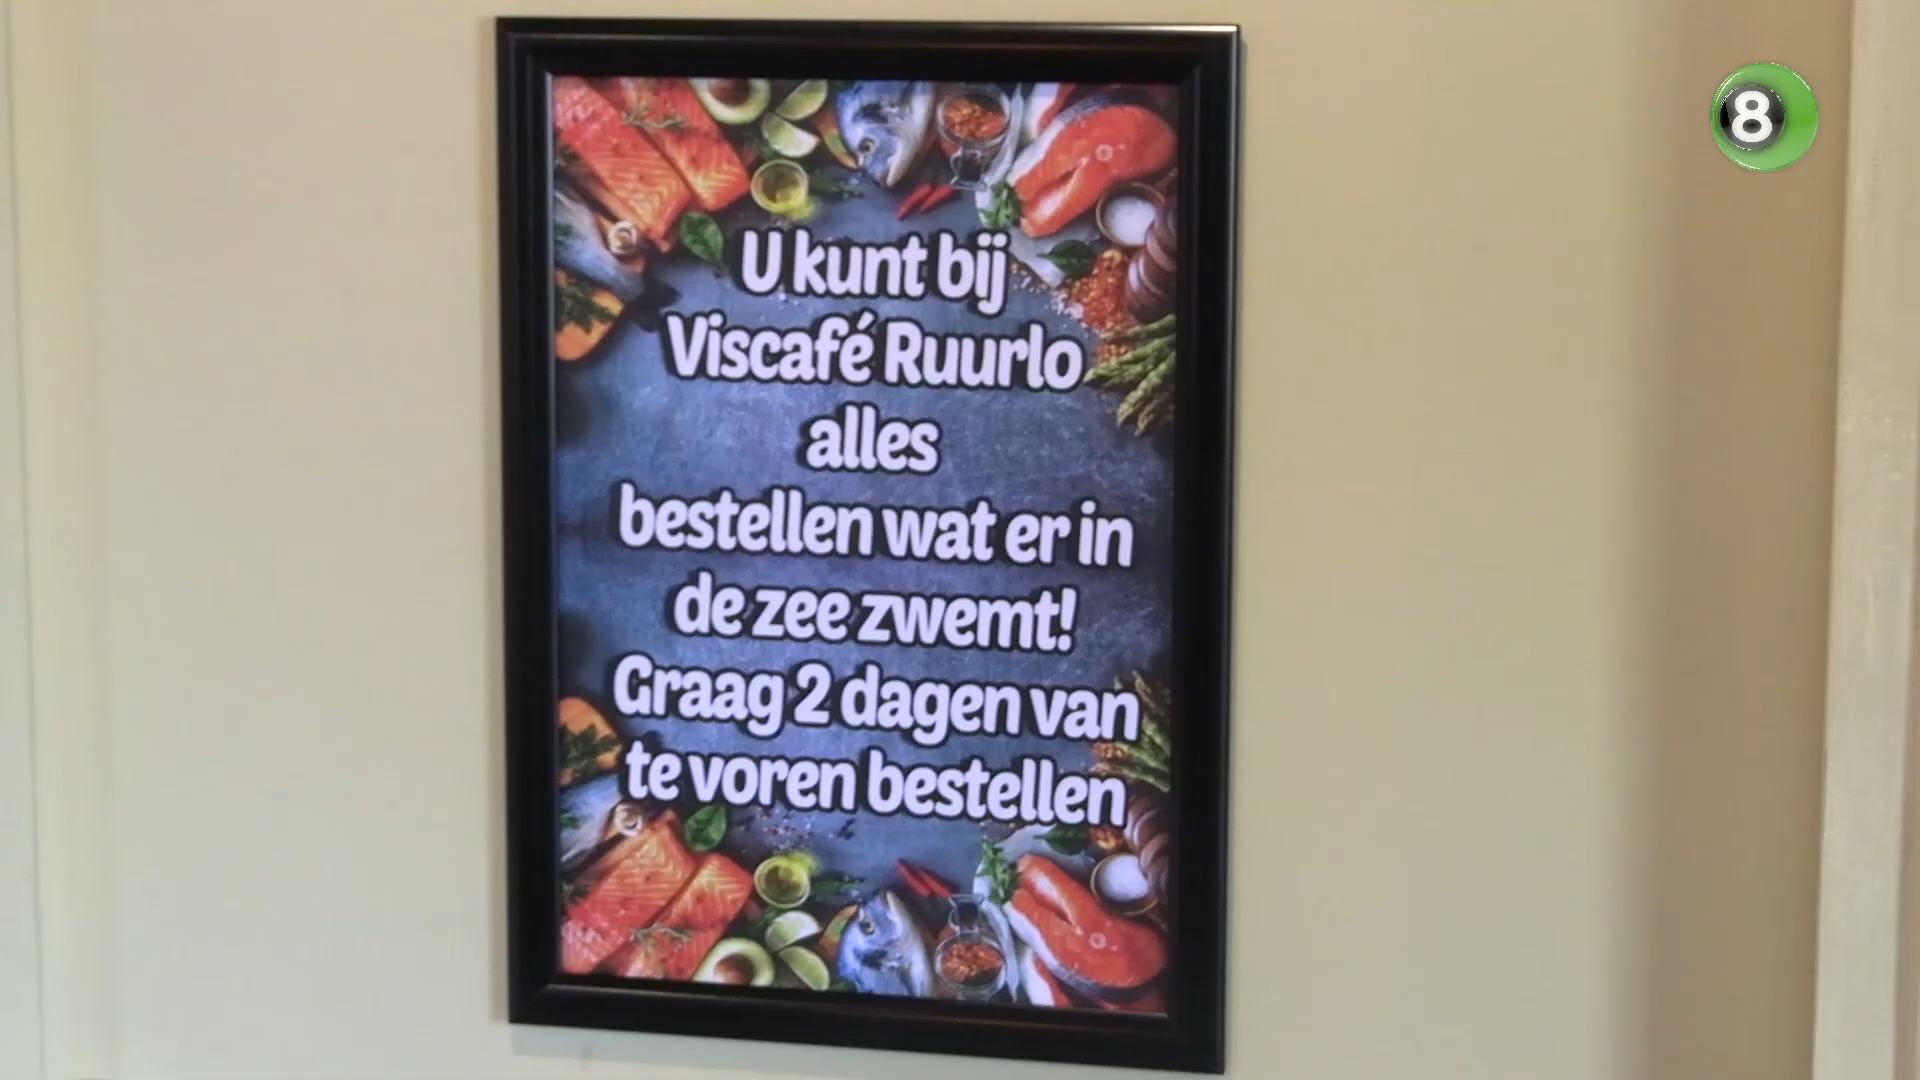 8
U kunt bij
Viscafé Ruurlo
alles
bestellen wat er in
de zee zwemt!
Graag 2 dagen van
te voren bestellen